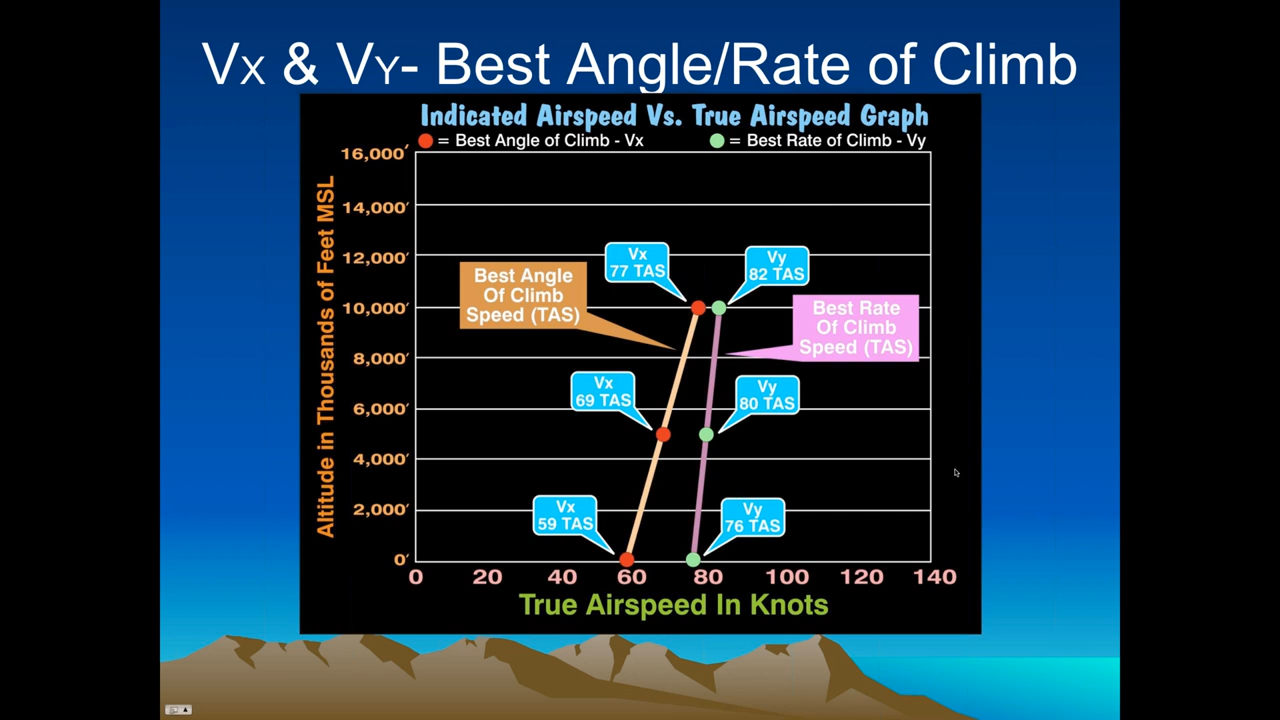 Vx & VY- Best Angle/Rate of Climb
Indicated Airspeed Vs. True Airspeed Graph
= Best Angle of Climb - Vx
= Best Rate of Climb - Vy
Altitude in Thousands of Feet MSL
16,000′
14,000′
12,000′
10,000′
8,000′
6,000′
4,000′
2,000′
0′
Vx
77 TAS
Vy
82 TAS
Best Angle
Of Climb
Speed (TAS)
Best Rate
Of Climb
Speed (TAS)
Vx
69 TAS
Vy
80 TAS
Vx
59 TAS
Vy
76 TAS
0 20 40 60 80 100 120 140
True Airspeed In Knots